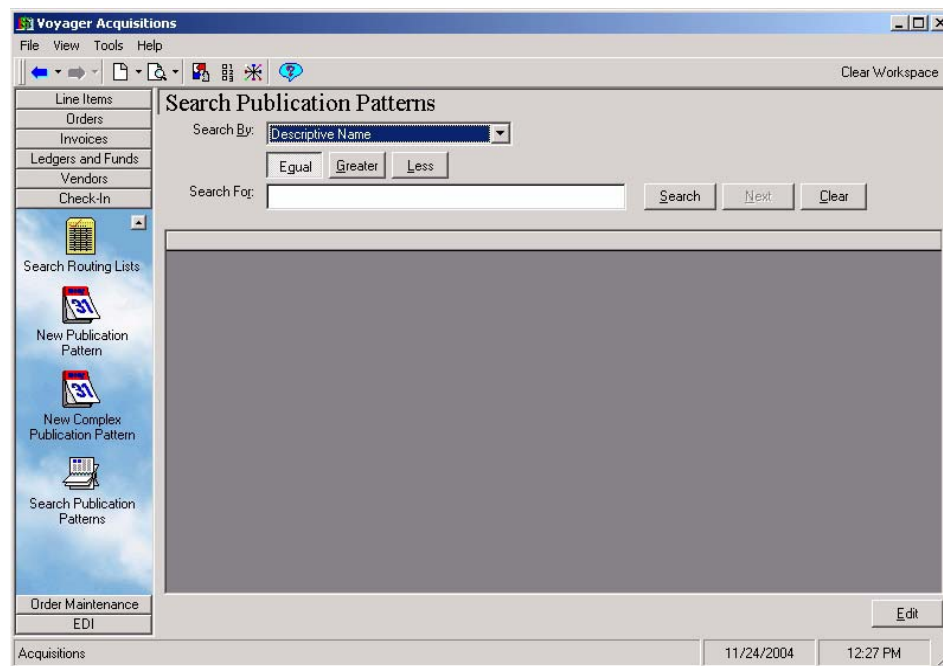 Voyager Acquisitions
File View Tools Help
Clear Workspace
Line Items
Orders
Invoices
Ledgers and Funds
Vendors
Check-In
Search Routing Lists
31
New Publication
Pattern
31
New Complex
Publication Pattern
Search Publication
Patterns
Order Maintenance
EDI
Search Publication Patterns
Search By: Descriptive Name
Equal Greater Less
Search For: Search Next Clear
Edit
Acquisitions 11/24/2004 12:27 PM